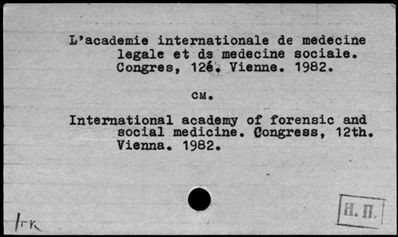 L'academie internationale de medecine
legale et de medecine sociale.
Congres, 12é. Vienne. 1982.
см.
International academy of forensic and
social medicine. Congress, 12th.
Vienna. 1982.
Н. П.